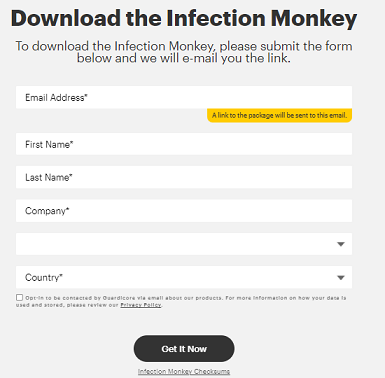 Download the Infection Monkey
To download the Infection Monkey, please submit the form
below and we will e-mail you the link.
Email Address*
A link to the package will be sent to this email.
First Name*
Last Name*
Company*
Country*
Opt-in to be contacted by Guardicore via email about our products. For more information on how your data is
used and stored, please review our Privacy Policy.
Get It Now
Infection Monkey Checksums